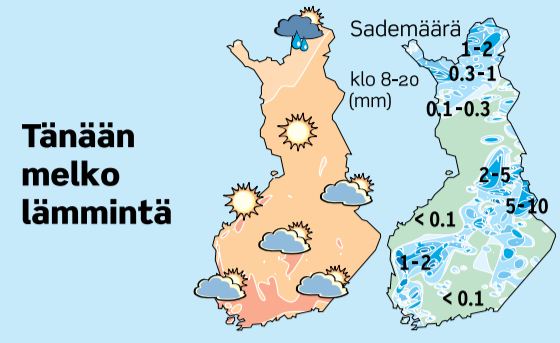 Tänään
melko
lämmintä
Sademäärä
klo 8-20
(mm)
1-2
0.3-1
0.1-0.3
2-5
5-10
< 0.1
1-2
< 0.1